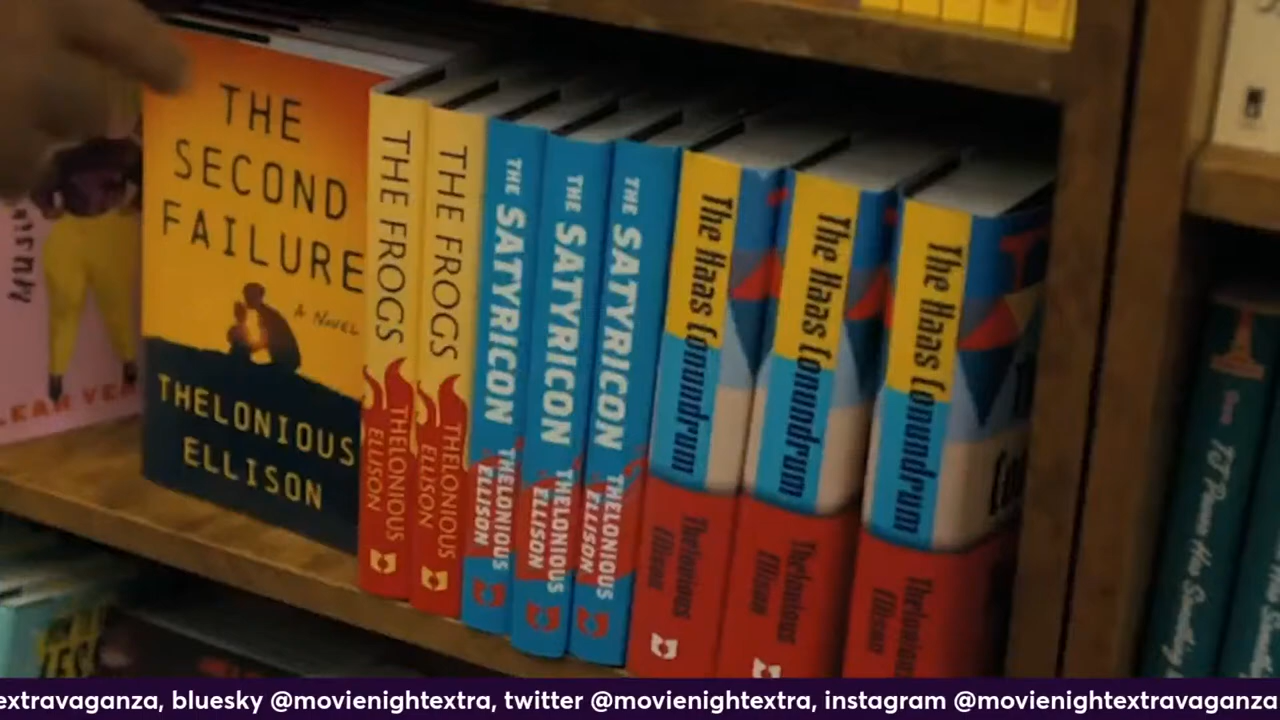 THE
SECOND
FAILURE
A NOVEL
THELONIOUS
ELLISON
THE FROGS
THELONIOUS
ELLISON
THE FROGS
THELONIOUS
ELLISON
THE SATYRICON
THELONIOUS
ELLISON
THE SATYRICON
THELONIOUS
ELLISON
THE SATYRICON
THELONIOUS
ELLISON
The Haas Conundrum
Thelonious
Ellison
The Haas Conundrum
Thelonious
Ellison
The Haas Conundrum
Thelonious
Ellison
extravaganza, bluesky @movienightextra, twitter @movienightextra, instagram @movienightextravaganza